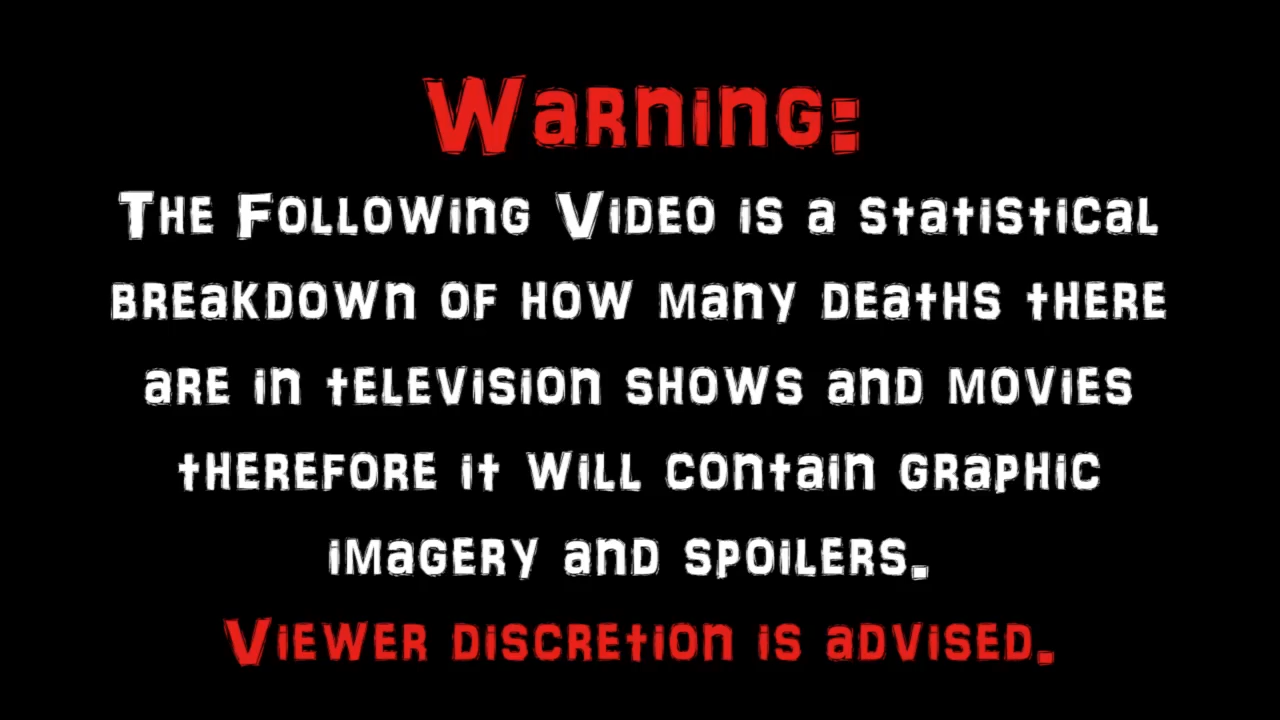 Warning:
The Following Video is a statistical
breakdown of how many deaths there
are in television shows and movies
therefore it will contain graphic
imagery and spoilers.
Viewer discretion is advised.